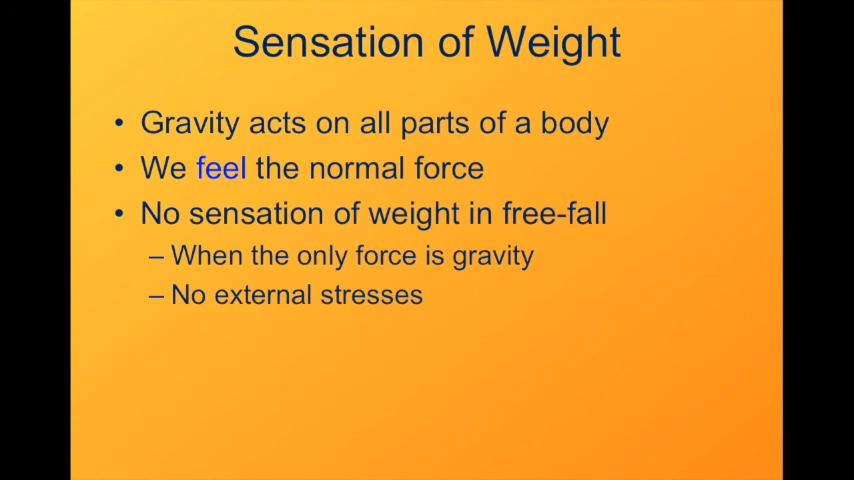 Sensation of Weight
• Gravity acts on all parts of a body
• We feel the normal force
• No sensation of weight in free-fall
– When the only force is gravity
– No external stresses